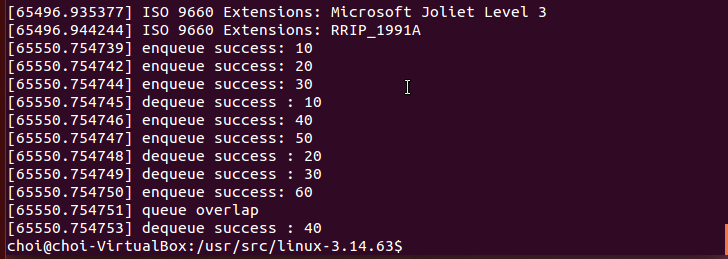 [65496.935377] ISO 9660 Extensions: Microsoft Joliet Level 3
[65496.944244] ISO 9660 Extensions: RRIP_1991A
[65550.754739] enqueue success: 10
[65550.754742] enqueue success: 20
[65550.754744] enqueue success: 30
[65550.754745] dequeue success : 10
[65550.754746] enqueue success: 40
[65550.754747] enqueue success: 50
[65550.754748] dequeue success : 20
[65550.754749] dequeue success : 30
[65550.754750] enqueue success: 60
[65550.754751] queue overlap
[65550.754753] dequeue success : 40
choi@choi-VirtualBox:/usr/src/linux-3.14.63$